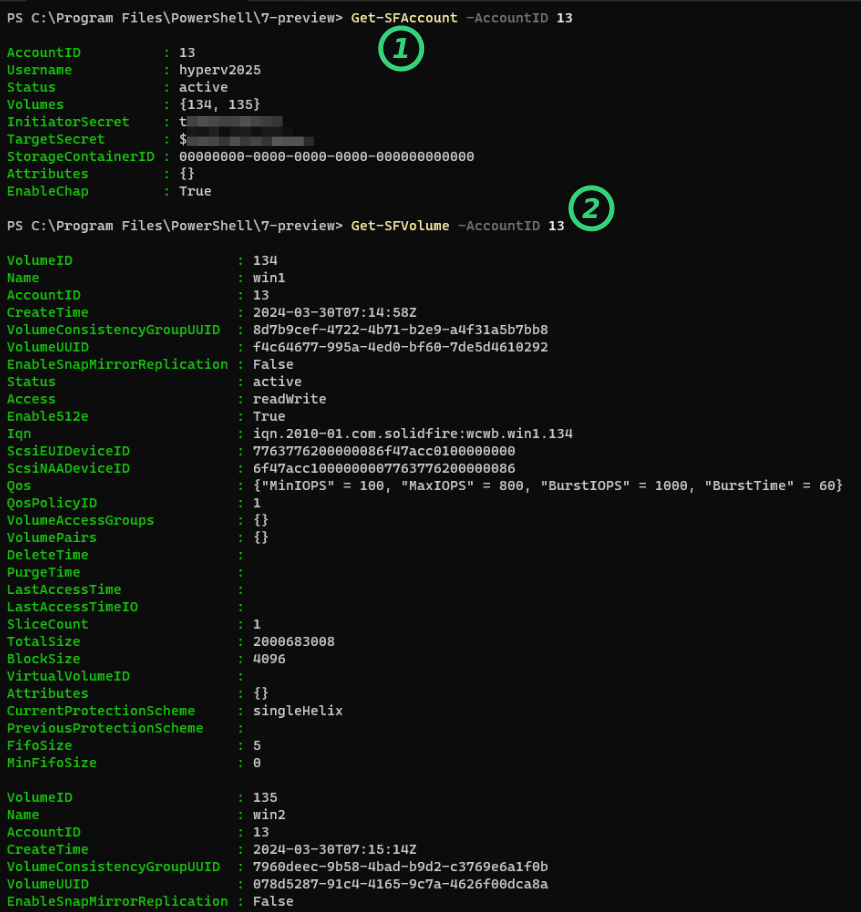 PS C:\Program Files\PowerShell\7-preview> Get-SFAccount -AccountID 13
1
AccountID : 13
Username : hyperv2025
Status : active
Volumes : {134, 135}
InitiatorSecret : t
TargetSecret : $
StorageContainerID : 00000000-0000-0000-0000-000000000000
Attributes : {}
EnableChap : True
2
PS C:\Program Files\PowerShell\7-preview> Get-SFVolume -AccountID 13
VolumeID : 134
Name : win1
AccountID : 13
CreateTime : 2024-03-30T07:14:58Z
VolumeConsistencyGroupUUID : 8d7b9cef-4722-4b71-b2e9-a4f31a5b7bb8
VolumeUUID : f4c64677-995a-4ed0-bf60-7de5d4610292
EnableSnapMirrorReplication : False
Status : active
Access : readWrite
Enable512e : True
Iqn : iqn.2010-01.com.solidfire:wcwb.win1.134
ScsiEUIDeviceID : 7763776200000086f47acc0100000000
ScsiNAADeviceID : 6f47acc1000000007763776200000086
Qos : {"MinIOPS" = 100, "MaxIOPS" = 800, "BurstIOPS" = 1000, "BurstTime" = 60}
QosPolicyID : 1
VolumeAccessGroups : {}
VolumePairs : {}
DeleteTime :
PurgeTime :
LastAccessTime :
LastAccessTimeIO :
SliceCount : 1
TotalSize : 2000683008
BlockSize : 4096
VirtualVolumeID :
Attributes : {}
CurrentProtectionScheme : singleHelix
PreviousProtectionScheme :
FifoSize : 5
MinFifoSize : 0
VolumeID : 135
Name : win2
AccountID : 13
CreateTime : 2024-03-30T07:15:14Z
VolumeConsistencyGroupUUID : 7960deec-9b58-4bad-b9d2-c3769e6a1f0b
VolumeUUID : 078d5287-91c4-4165-9c7a-4626f00dca8a
EnableSnapMirrorReplication : False